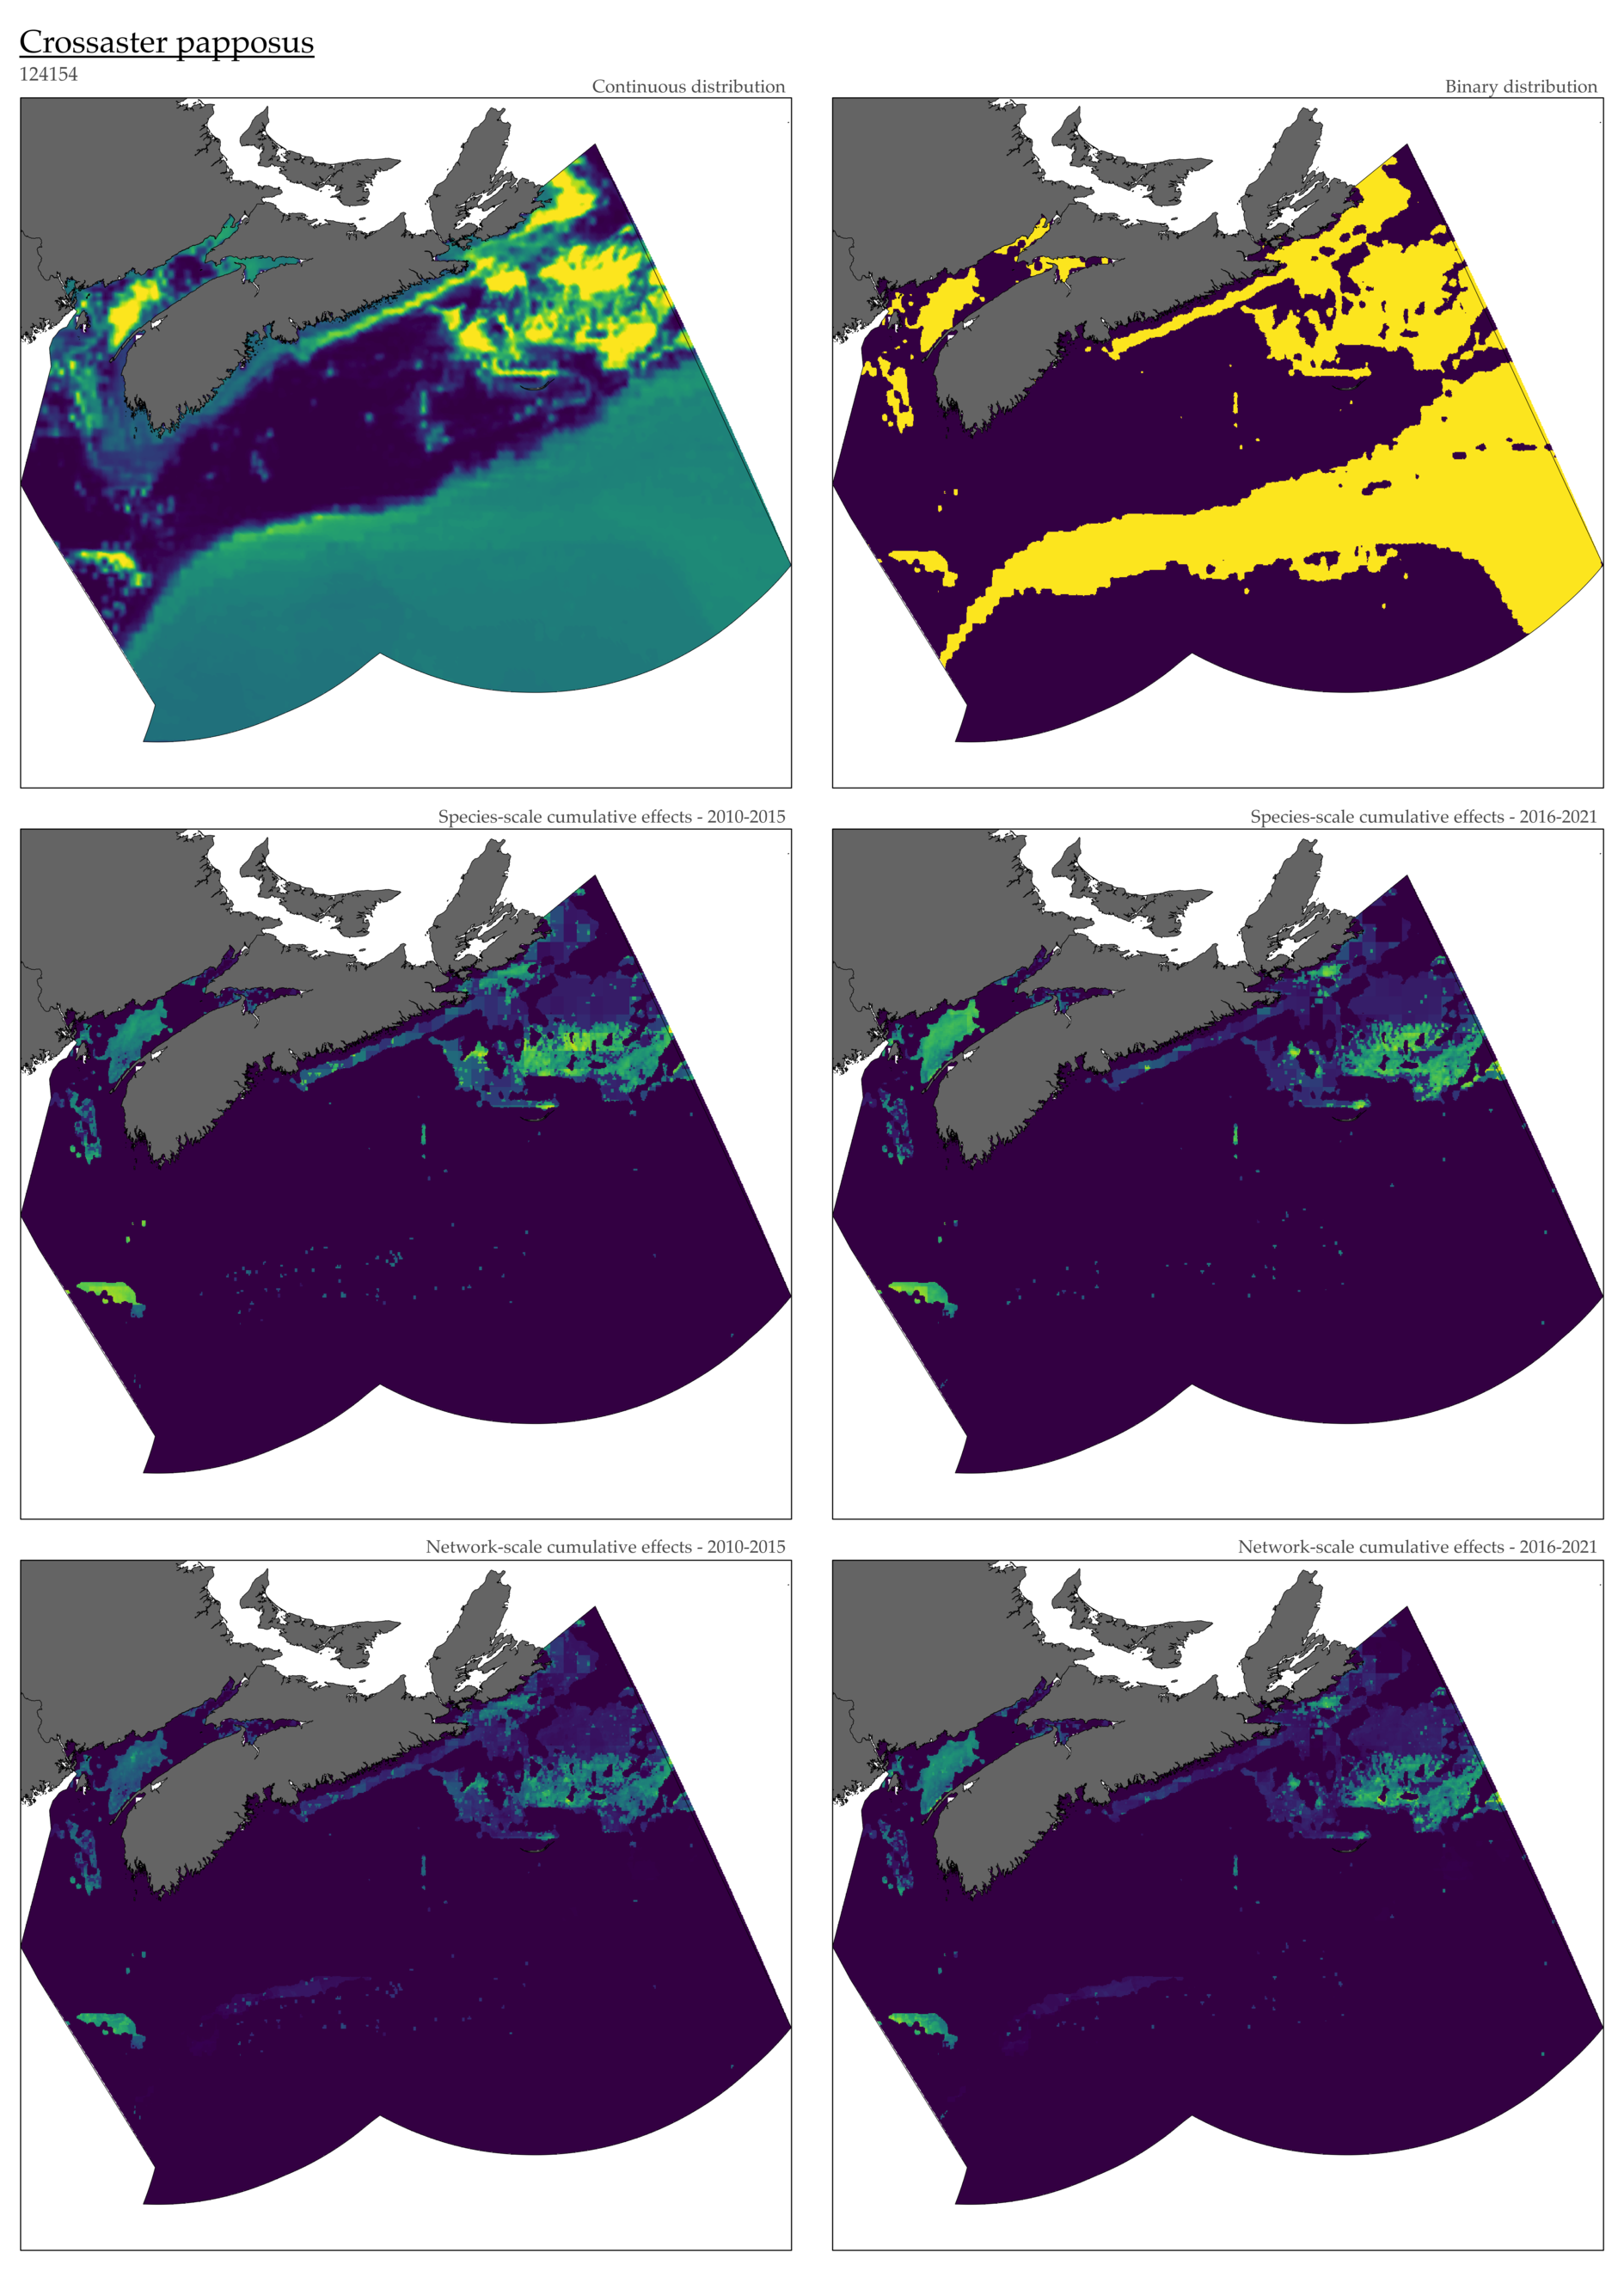 Crossaster papposus
124154
Continuous distribution
Binary distribution
Species-scale cumulative effects - 2010-2015
Species-scale cumulative effects - 2016-2021
Network-scale cumulative effects - 2010-2015
Network-scale cumulative effects - 2016-2021